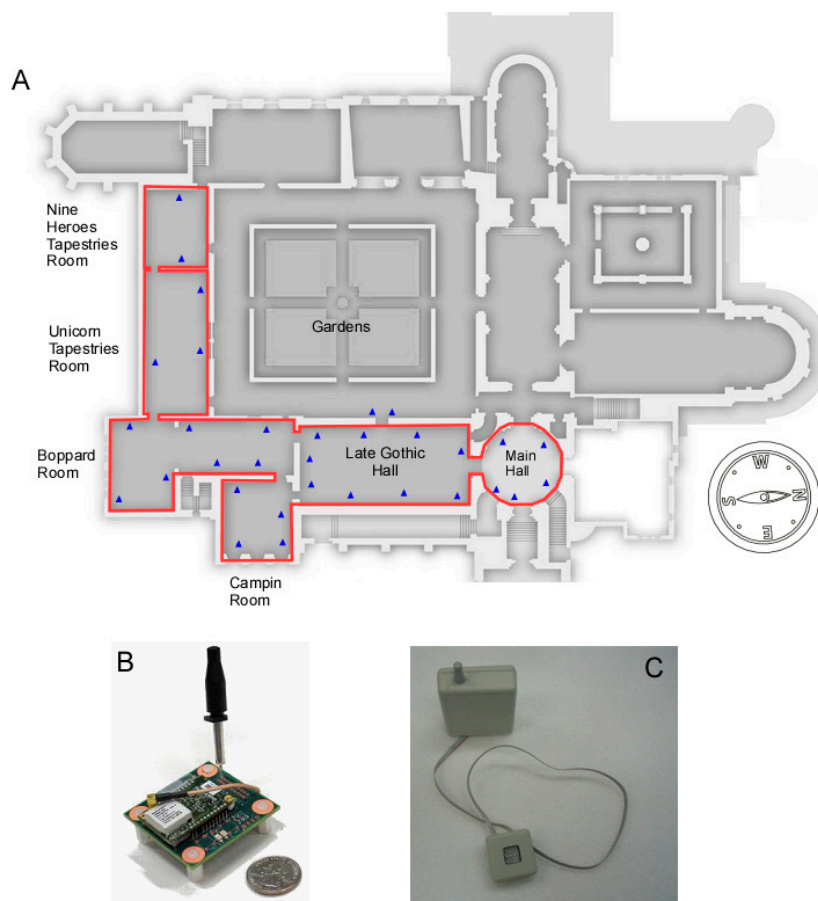 A
Nine
Heroes
Tapestries
Room
Unicorn
Tapestries
Room
Gardens
Boppard
Room
Late Gothic
Hall
Main
Hall
W
S
N
E
Campin
Room
B
C